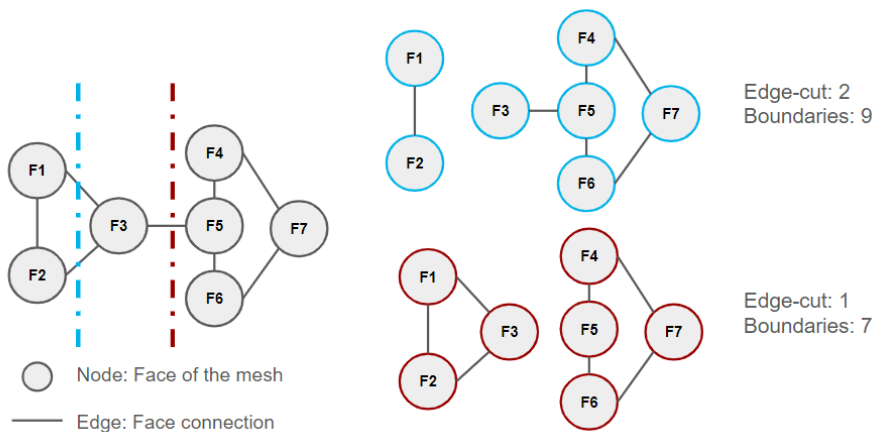 F1
F2
F3
F4
F5
F6
F7
Node: Face of the mesh
Edge: Face connection
F1
F2
F3
F4
F5
F6
F7
Edge-cut: 2
Boundaries: 9
F1
F2
F3
F4
F5
F6
F7
Edge-cut: 1
Boundaries: 7